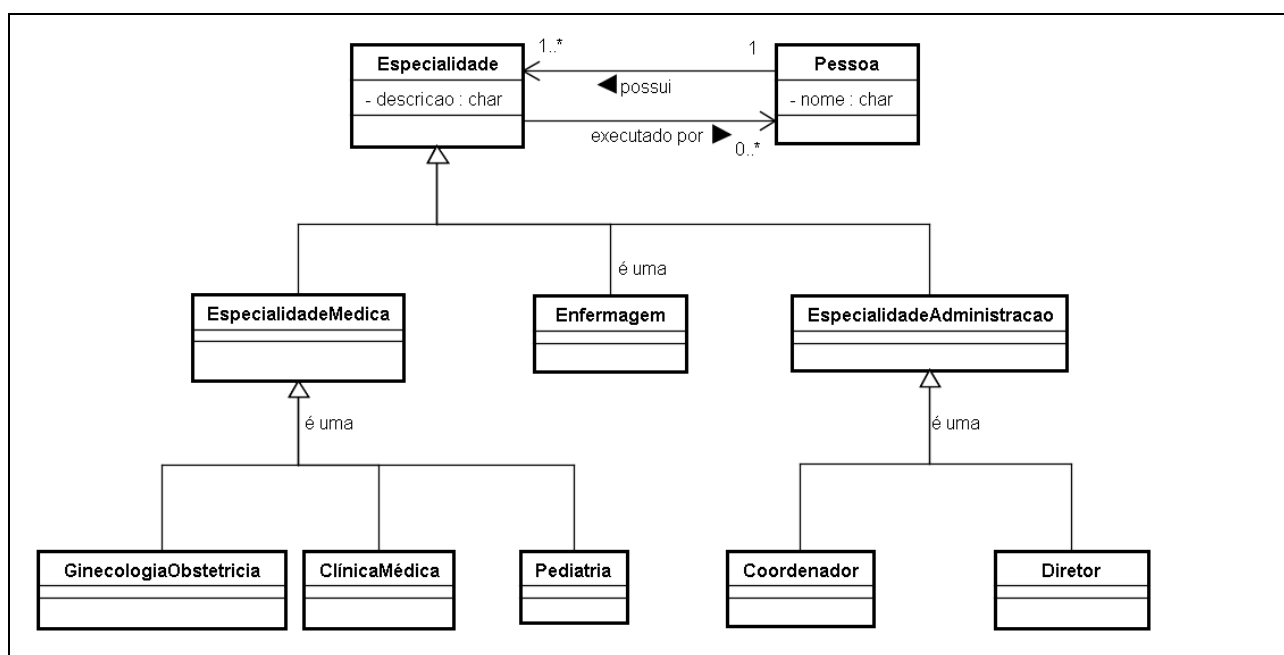 1..*
1
Especialidade
Pessoa
- descricao : char
possui
- nome : char
executado por
0..*
é uma
EspecialidadeMedica
Enfermagem
EspecialidadeAdministracao
é uma
é uma
GinecologiaObstetricia
ClínicaMédica
Pediatria
Coordenador
Diretor